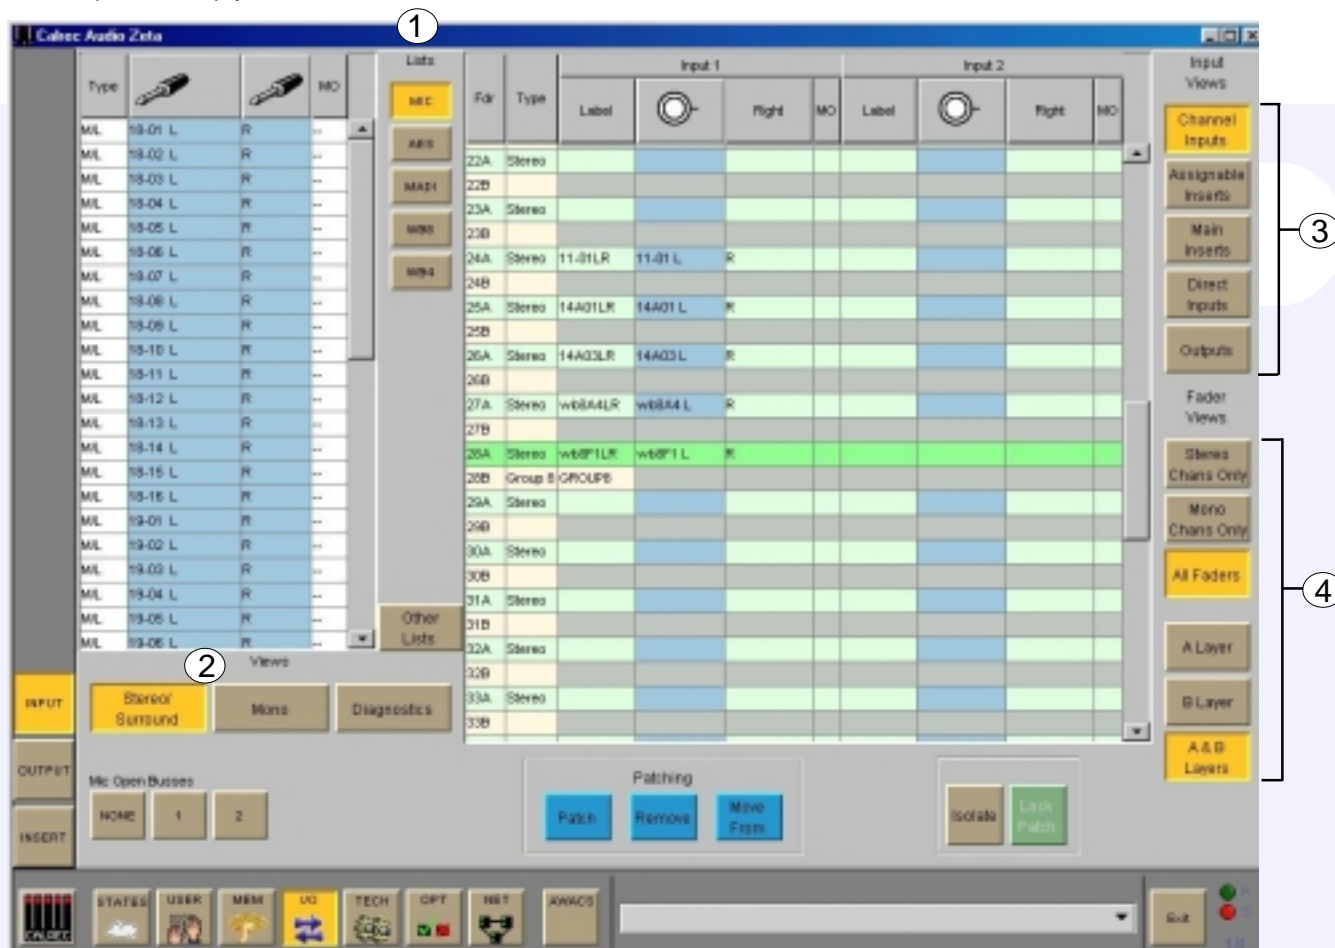 1
Calrec Audio Zeta
Type MO
M/L 18-01 L R --
M/L 18-02 L R --
M/L 18-03 L R --
M/L 18-04 L R --
M/L 18-05 L R --
M/L 18-06 L R --
M/L 18-07 L R --
M/L 18-08 L R --
M/L 18-09 L R --
M/L 18-10 L R --
M/L 18-11 L R --
M/L 18-12 L R --
M/L 18-13 L R --
M/L 18-14 L R --
M/L 18-15 L R --
M/L 18-16 L R --
M/L 19-01 L R --
M/L 19-02 L R --
M/L 19-03 L R --
M/L 19-04 L R --
M/L 19-05 L R --
M/L 19-06 L R --
Lists
MIC
AES
MADI
WB8
WB4
Other
Lists
Input 1 Input 2
Fdr Type Label Right MO Label Right MO
22A Stereo
22B
23A Stereo
23B
24A Stereo 11-01LR 11-01 L R
24B
25A Stereo 14A01LR 14A01 L R
25B
26A Stereo 14A03LR 14A03 L R
26B
27A Stereo wb8A4LR wb8A4 L R
27B
28A Stereo wb8F1LR wb8F1 L R
28B Group 8 GROUP8
29A Stereo
29B
30A Stereo
30B
31A Stereo
31B
32A Stereo
32B
33A Stereo
33B
Input
Views
Channel
Inputs
Assignable
Inserts
Main
Inserts
Direct
Inputs
Outputs
3
Fader
Views
Stereo
Chans Only
Mono
Chans Only
All Faders
A Layer
B Layer
A & B
Layers
4
2
Views
Stereo/
Surround
Mono
Diagnostics
INPUT
OUTPUT
INSERT
Mic Open Busses
NONE 1 2
Patching
Patch
Remove
Move
From
Isolate
Lock
Patch
CALREC
STATES
USER
MEM
I/O
TECH
OPT
NET
AWACS
Exit